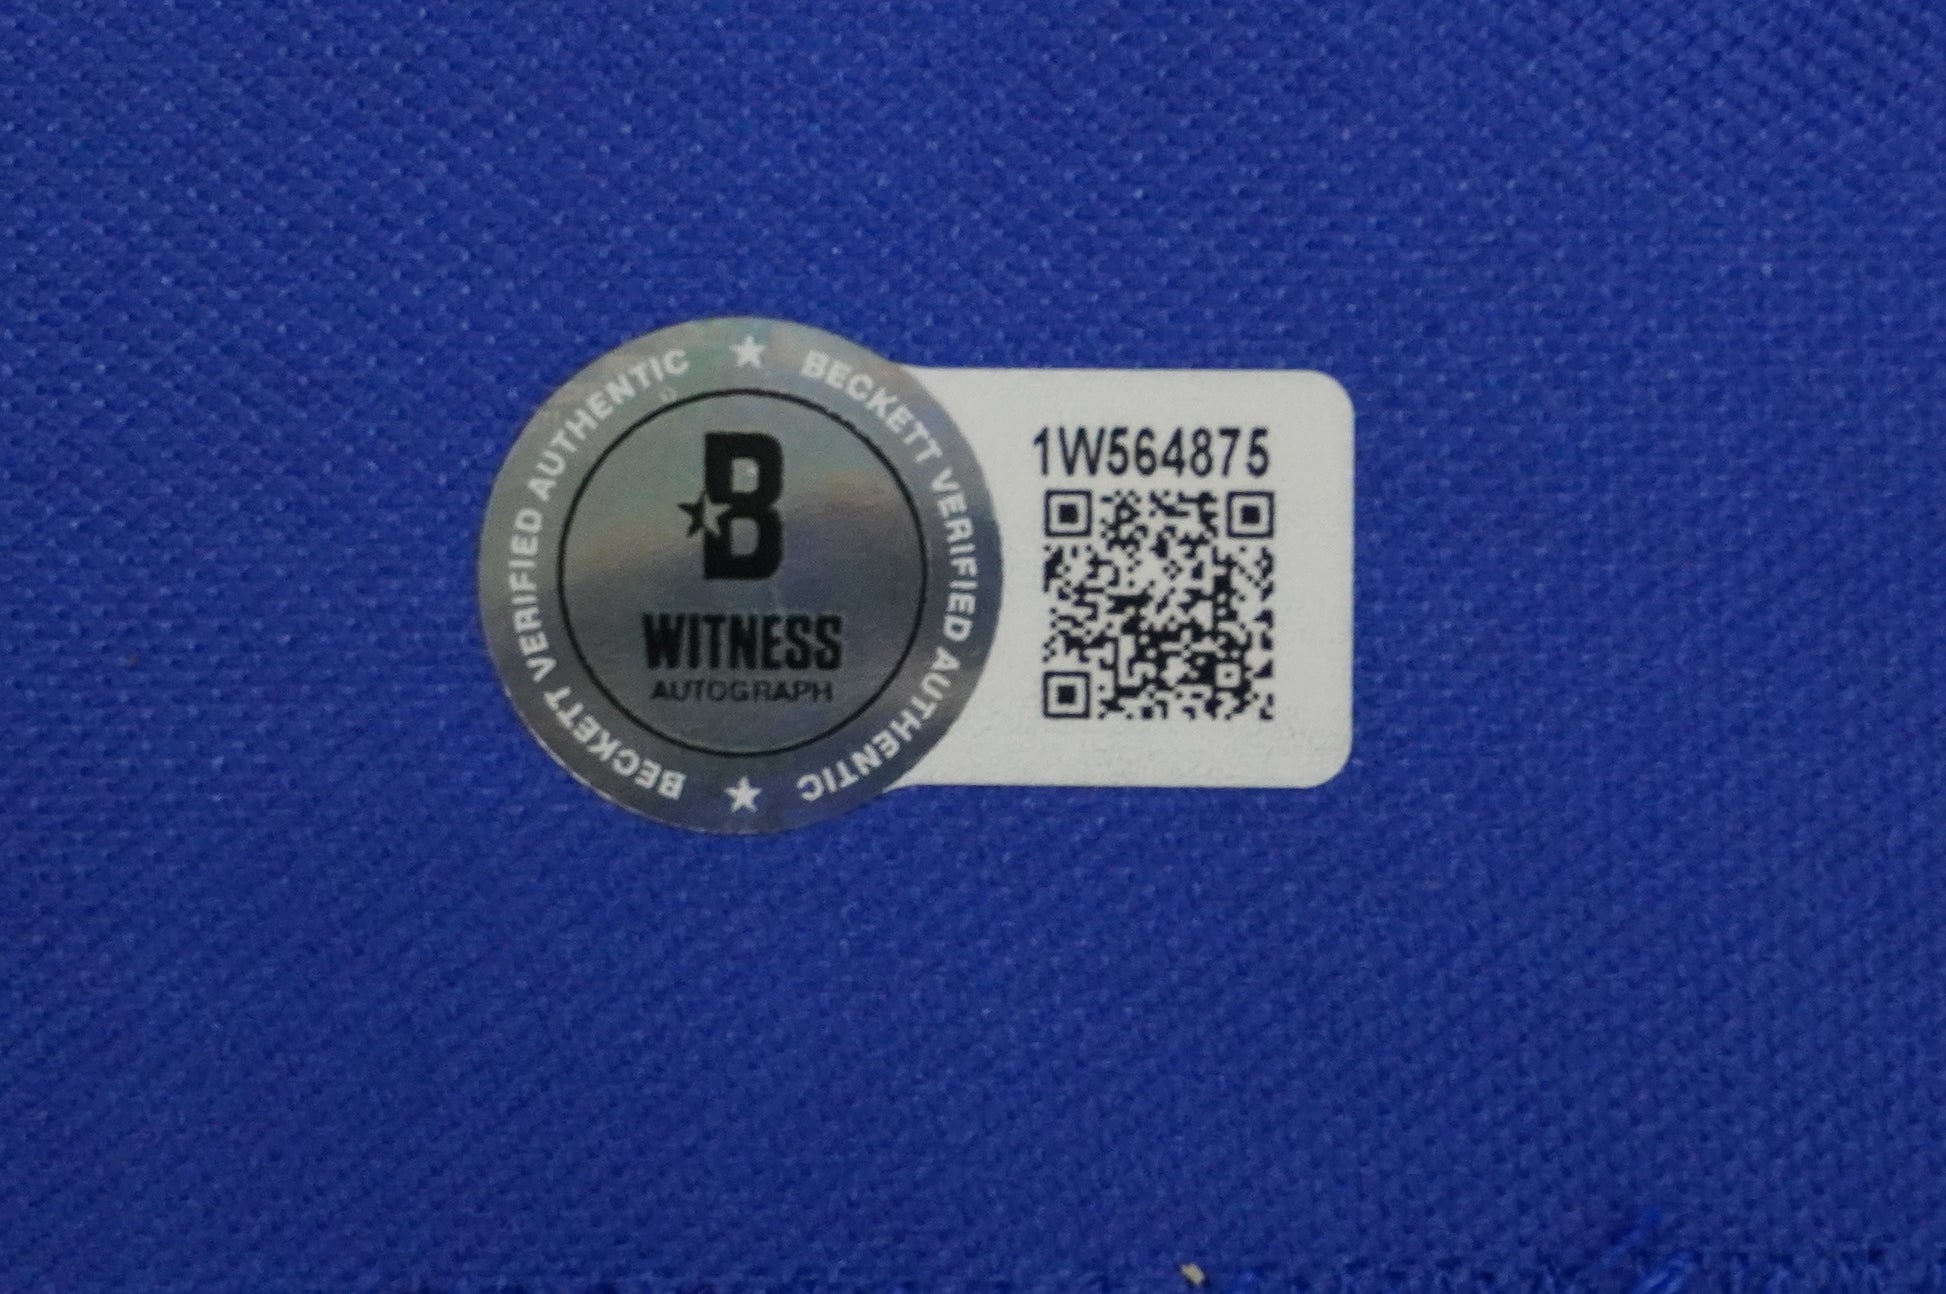 BECKETT VERIFIED AUTHENTIC ★ BECKETT VERIFIED AUTHENTIC ★
B
WITNESS
AUTOGRAPH
1W564875